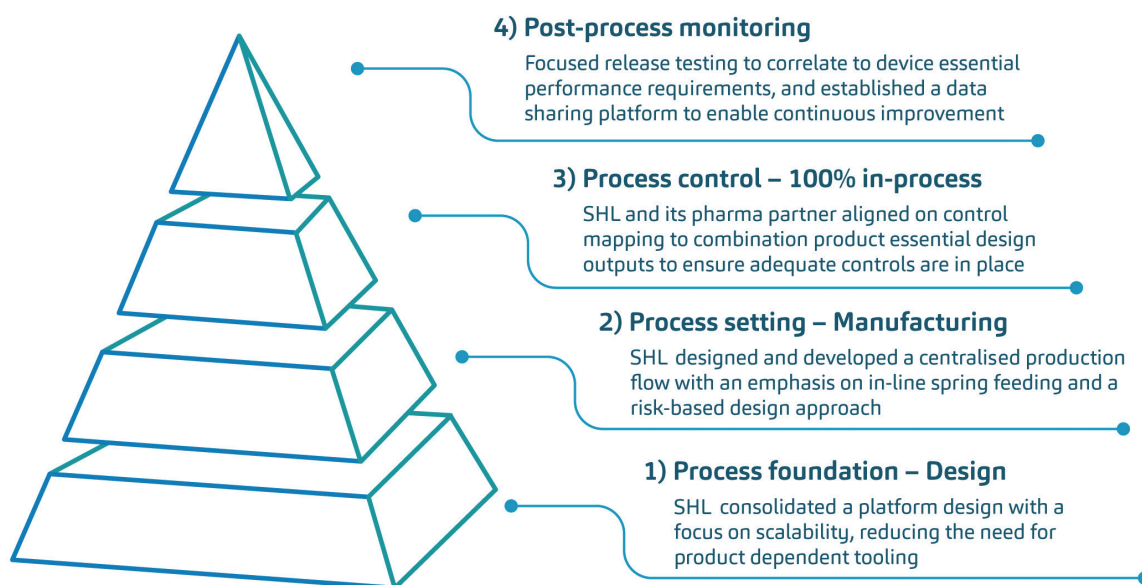 4) Post-process monitoring
Focused release testing to correlate to device essential
performance requirements, and established a data
sharing platform to enable continuous improvement
3) Process control – 100% in-process
SHL and its pharma partner aligned on control
mapping to combination product essential design
outputs to ensure adequate controls are in place
2) Process setting – Manufacturing
SHL designed and developed a centralised production
flow with an emphasis on in-line spring feeding and a
risk-based design approach
1) Process foundation – Design
SHL consolidated a platform design with a
focus on scalability, reducing the need for
product dependent tooling